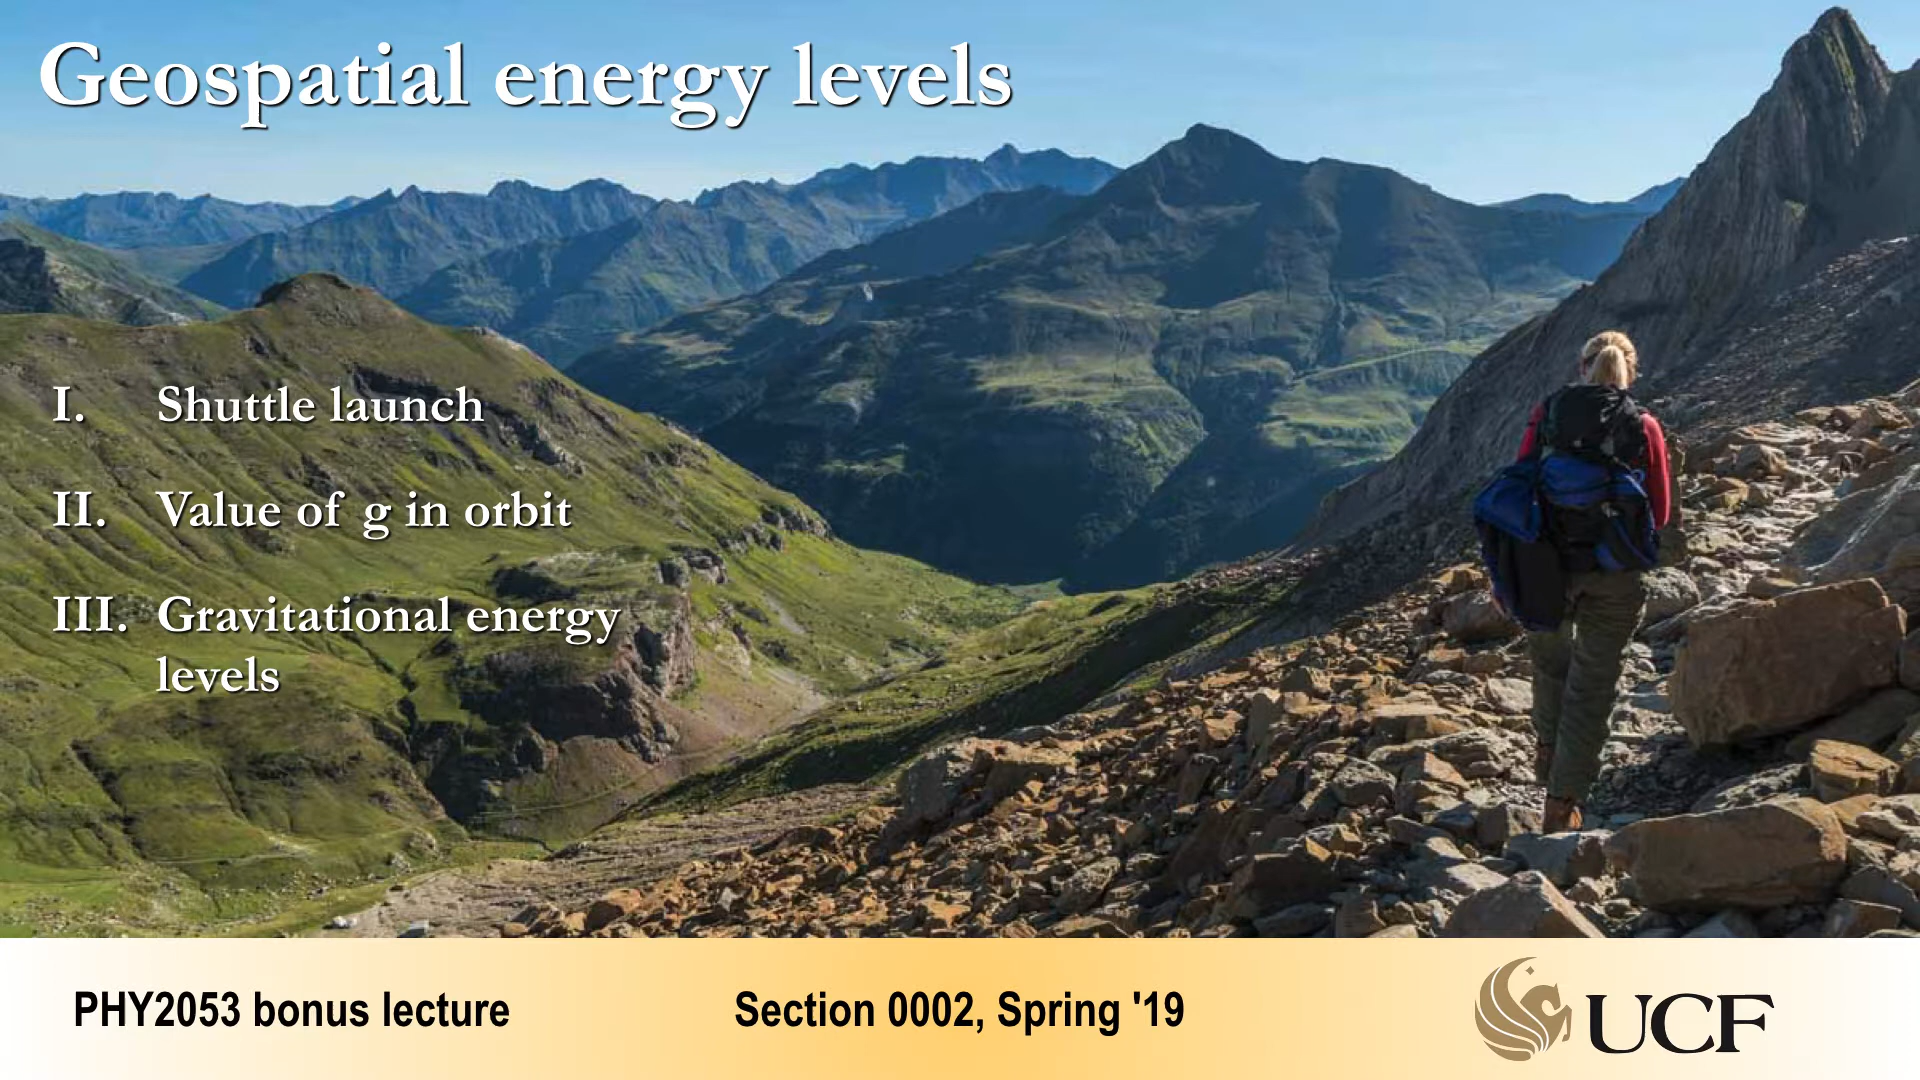 Geospatial energy levels
I. Shuttle launch
II. Value of g in orbit
III. Gravitational energy
levels
PHY2053 bonus lecture
Section 0002, Spring '19
UCF